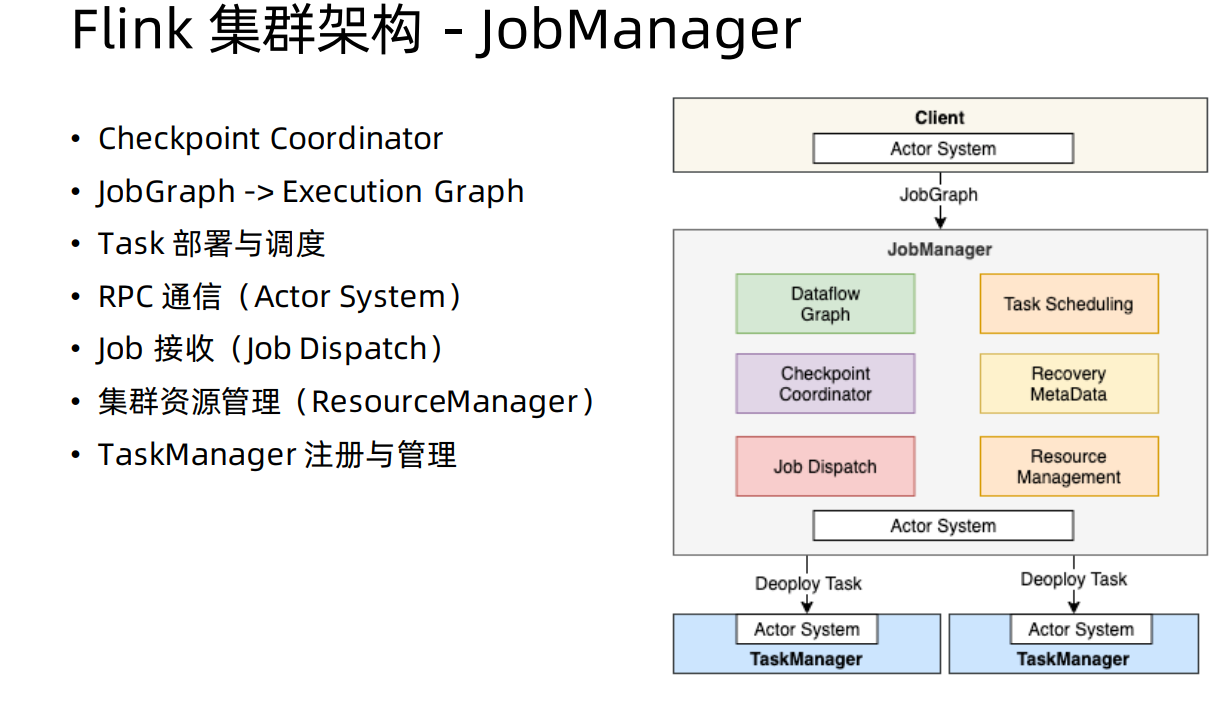 Flink 集群架构 - JobManager
• Checkpoint Coordinator
• JobGraph -> Execution Graph
• Task 部署与调度
• RPC 通信（Actor System）
• Job 接收（Job Dispatch）
• 集群资源管理（ResourceManager）
• TaskManager 注册与管理
Client
Actor System
JobGraph
JobManager
Dataflow
Graph
Task Scheduling
Checkpoint
Coordinator
Recovery
MetaData
Job Dispatch
Resource
Management
Actor System
Deoploy Task
Deoploy Task
Actor System
TaskManager
Actor System
TaskManager